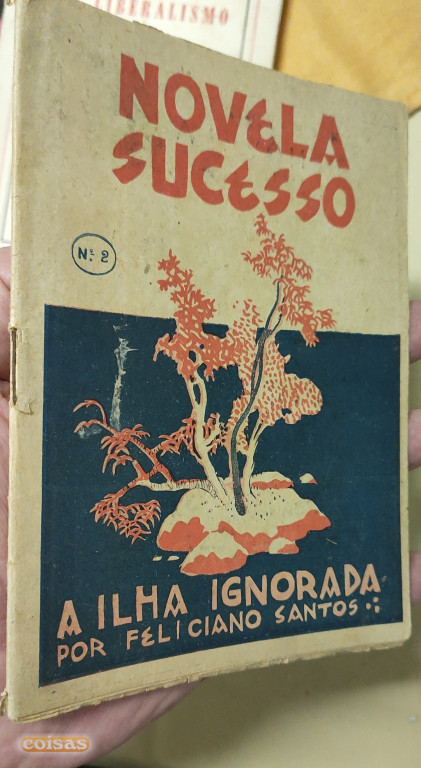 LIBERALISMO
NOVELA
SUCESSO
Nº 2
A ILHA IGNORADA
POR FELICIANO SANTOS
coisas